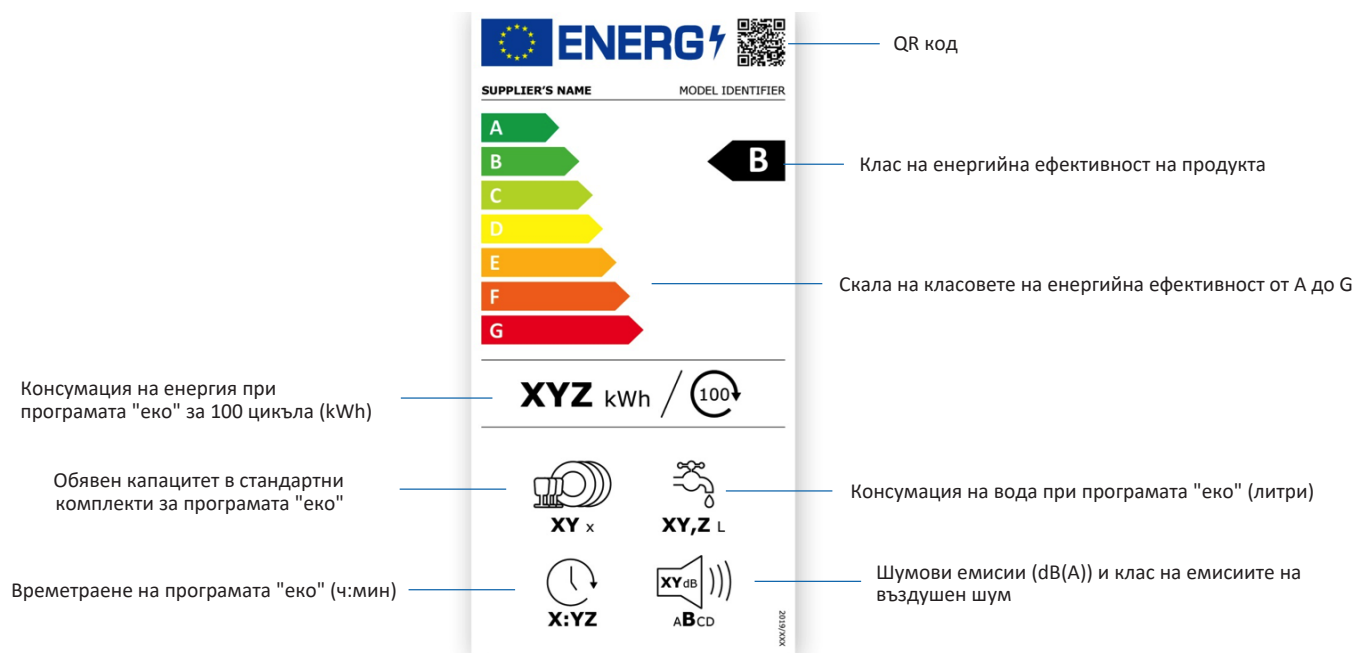 ENERG
QR код
SUPPLIER'S NAME MODEL IDENTIFIER
A
B
B
Клас на енергийна ефективност на продукта
C
D
E
F
Скала на класовете на енергийна ефективност от A до G
G
Консумация на енергия при
програмата "еко" за 100 цикъла (kWh)
XYZ kWh / 100
Обявен капацитет в стандартни
комплекти за програмата "еко"
XY x
XY,Z L
Консумация на вода при програмата "еко" (литри)
Времетраене на програмата "еко" (ч:мин)
X:YZ
XY dB
ABCD
Шумови емисии (dB(A)) и клас на емисиите на
въздушен шум
2019/XXX